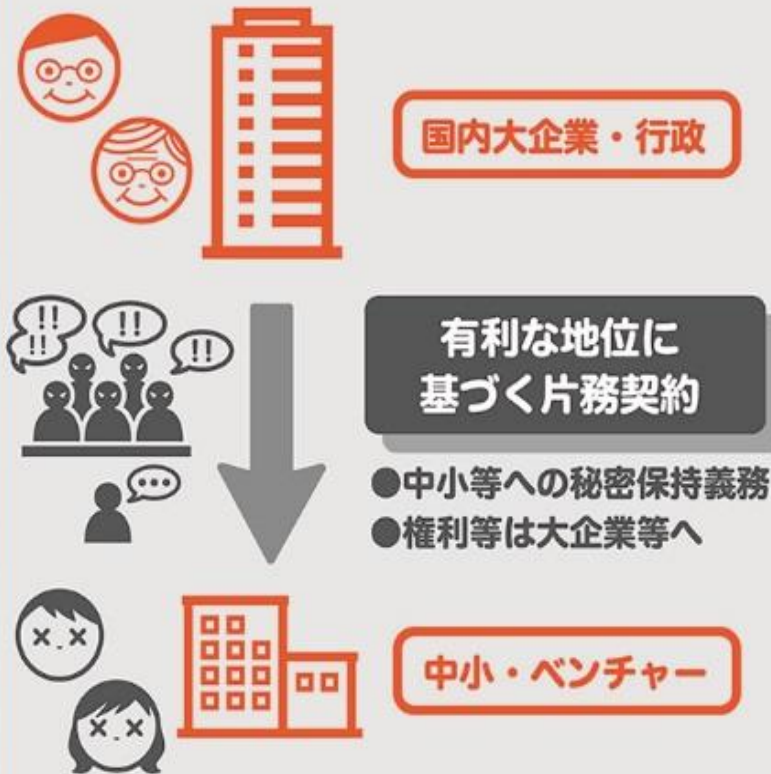 国内大企業・行政
!!
!!
!!
!!
有利な地位に
基づく片務契約
●中小等への秘密保持義務
●権利等は大企業等へ
...
中小・ベンチャー